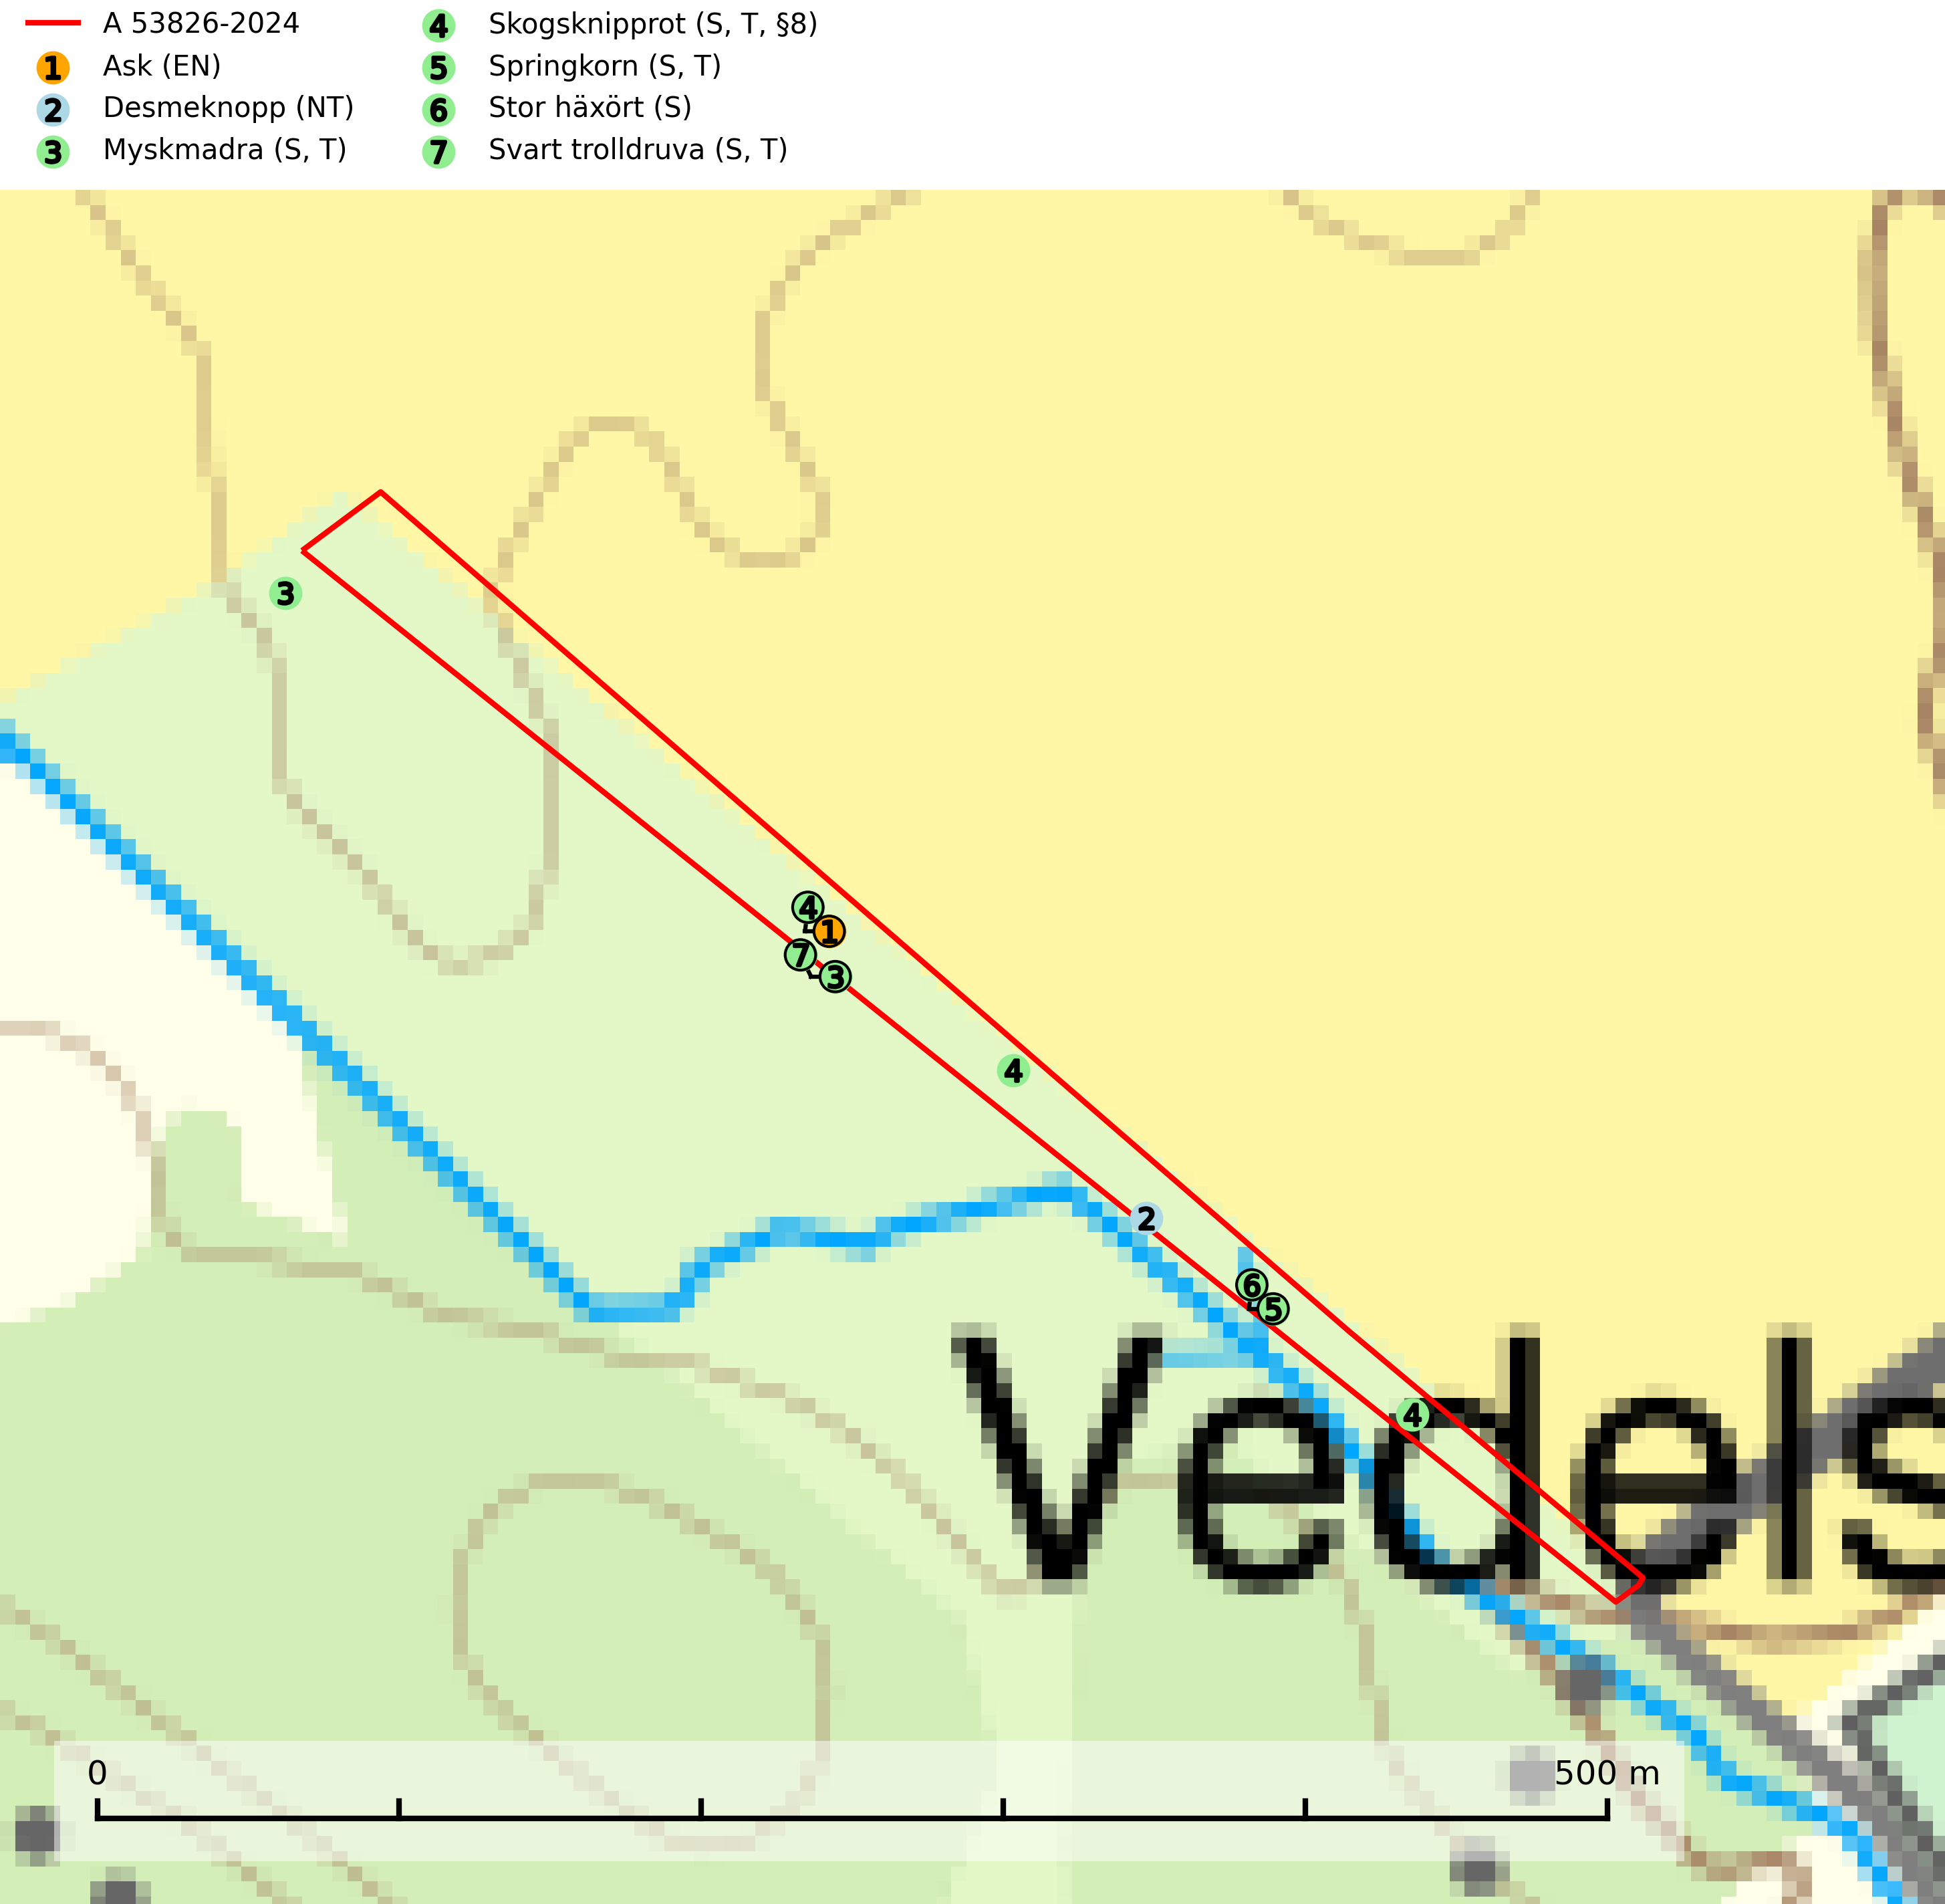 A 53826-2024
1 Ask (EN)
2 Desmeknopp (NT)
3 Myskmadra (S, T)
4 Skogsknipprot (S, T, §8)
5 Springkorn (S, T)
6 Stor häxört (S)
7 Svart trolldruva (S, T)
3
4
1
7
3
4
2
6
5
4
Vedels
0 500 m